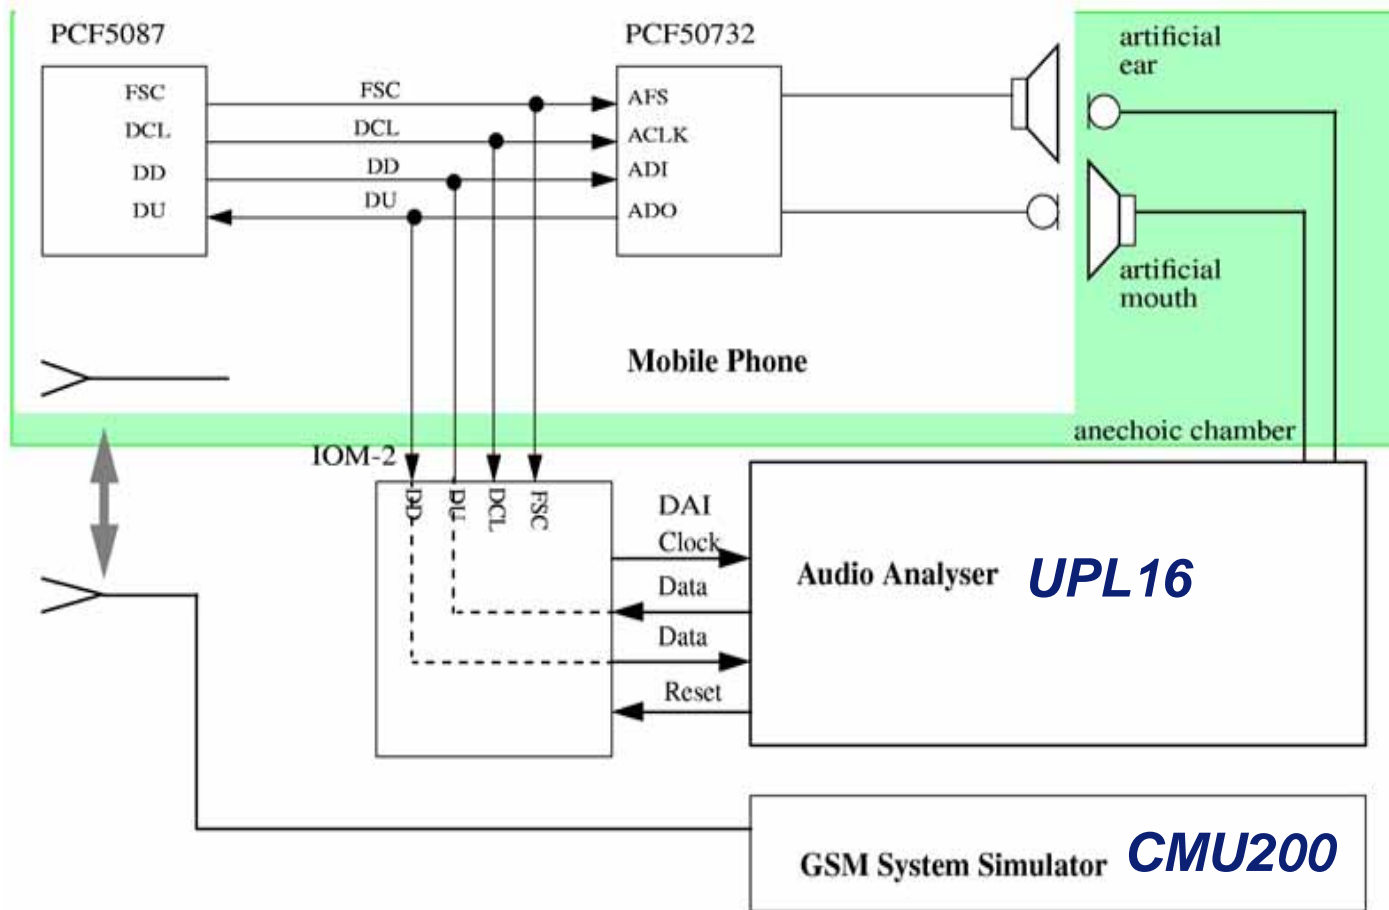 PCF5087
PCF50732
artificial
ear
FSC
DCL
DD
DU
FSC
DCL
DD
DU
AFS
ACLK
ADI
ADO
artificial
mouth
Mobile Phone
anechoic chamber
IOM-2
DD
DU
DCL
FSC
DAI
Clock
Data
Data
Reset
Audio Analyser UPL16
GSM System Simulator CMU200